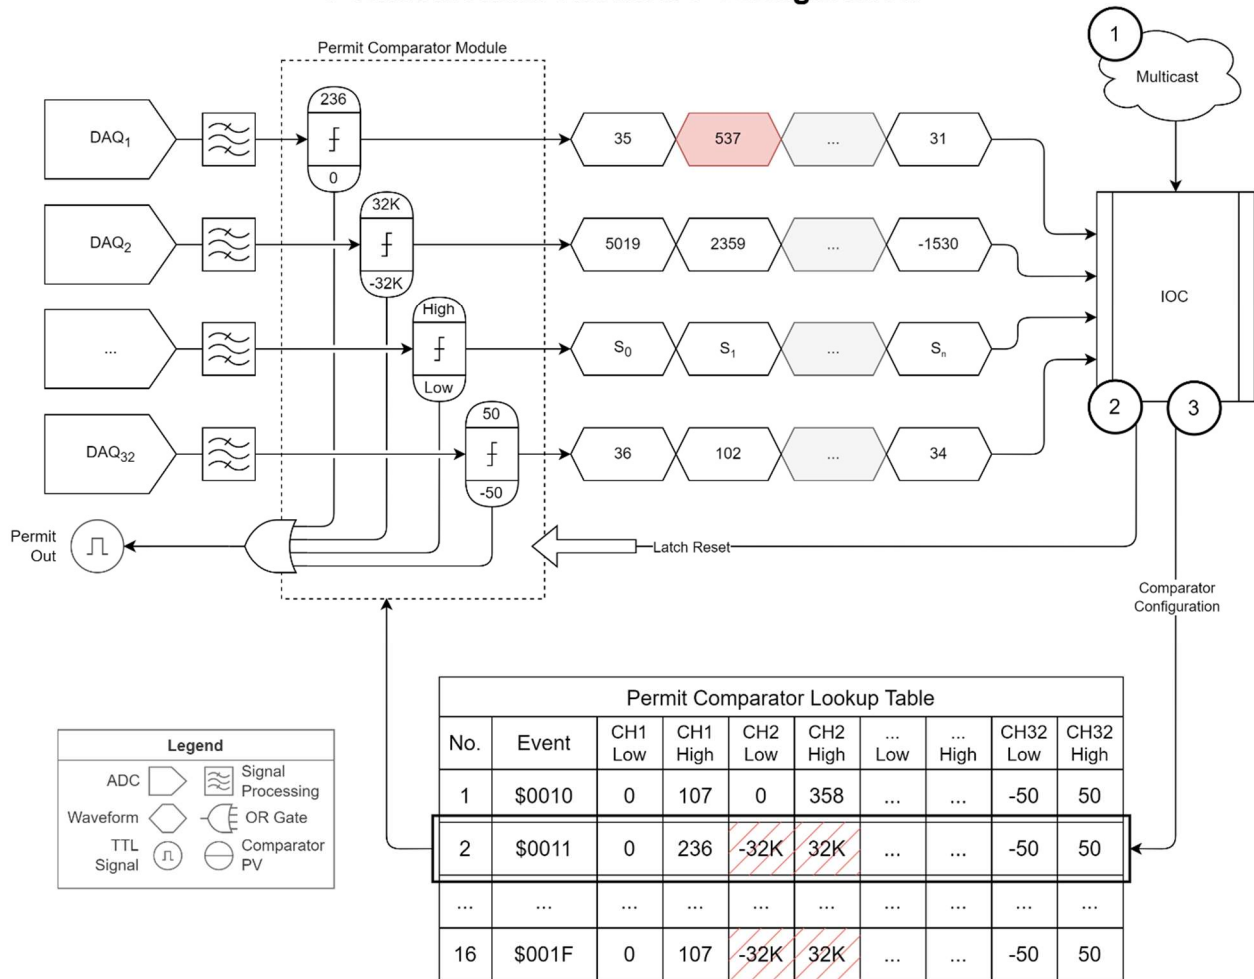 Permit Comparator Module
1
Multicast
236
DAQ1
0
35
537
...
31
32K
DAQ2
-32K
5019
2359
...
-1530
IOC
High
...
Low
S0
S1
...
Sn
2
3
50
DAQ32
-50
36
102
...
34
Permit
Out
Latch Reset
Comparator
Configuration
Permit Comparator Lookup Table
No. Event CH1 Low CH1 High CH2 Low CH2 High ... Low ... High CH32 Low CH32 High
1 $0010 0 107 0 358 ... ... -50 50
2 $0011 0 236 -32K 32K ... ... -50 50
... ... ... ... ... ... ... ... ... ...
16 $001F 0 107 -32K 32K ... ... -50 50
Legend
ADC
Signal
Processing
Waveform
OR Gate
TTL
Signal
Comparator
PV